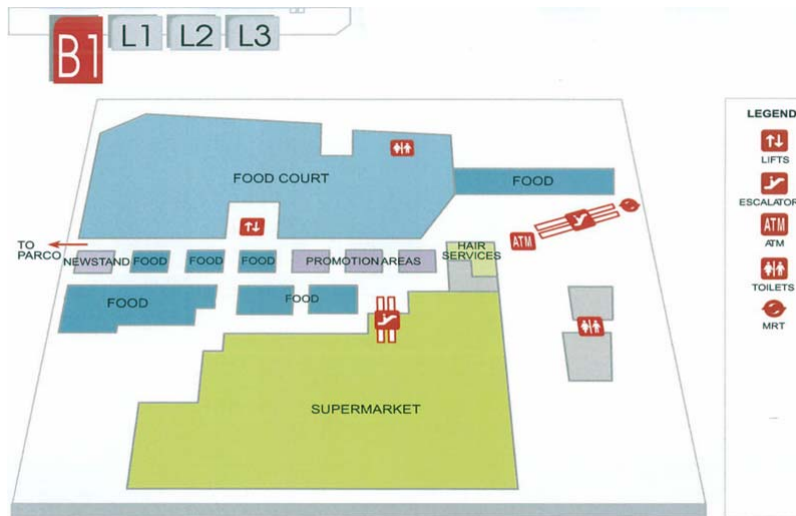 B1
L1
L2
L3
LEGEND
LIFTS
ESCALATOR
ATM
ATM
TOILETS
MRT
FOOD COURT
FOOD
ATM
TO
PARCO
NEWSTAND
FOOD
FOOD
FOOD
PROMOTION AREAS
HAIR
SERVICES
FOOD
FOOD
SUPERMARKET